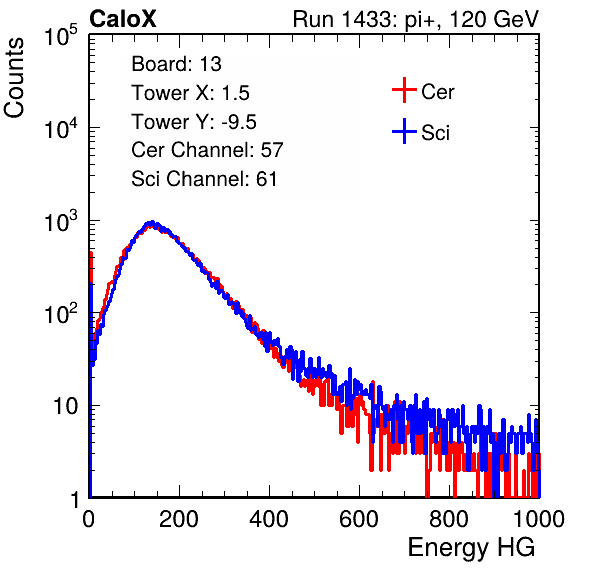 CaloX
Run 1433: pi+, 120 GeV
Counts
Board: 13
Tower X: 1.5
Tower Y: -9.5
Cer Channel: 57
Sci Channel: 61
Cer
Sci
10^5
10^4
10^3
10^2
10
1
0 200 400 600 800 1000
Energy HG